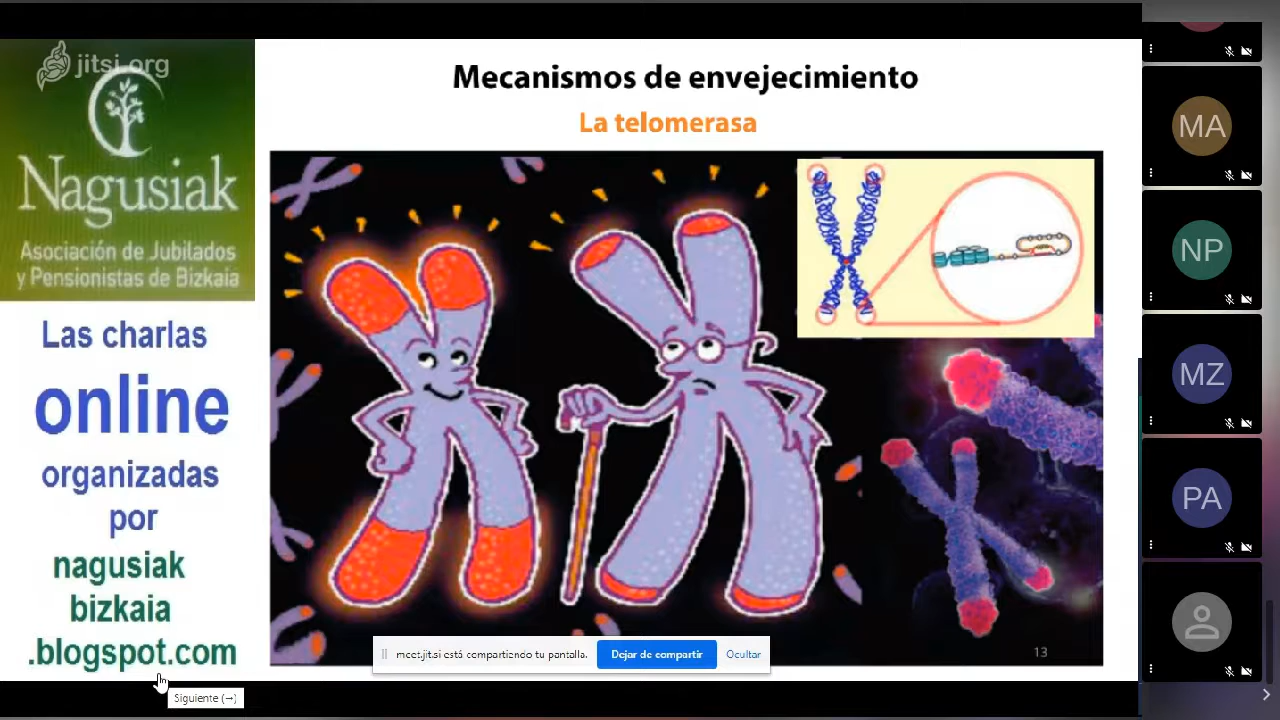 jitsi.org
Nagusiak
Asociación de Jubilados
y Pensionistas de Bizkaia
Las charlas
online
organizadas
por
nagusiak
bizkaia
.blogspot.com
Siguiente (→)
Mecanismos de envejecimiento
La telomerasa
meet.jit.si está compartiendo tu pantalla.
Dejar de compartir
Ocultar
13
MA
NP
MZ
PA